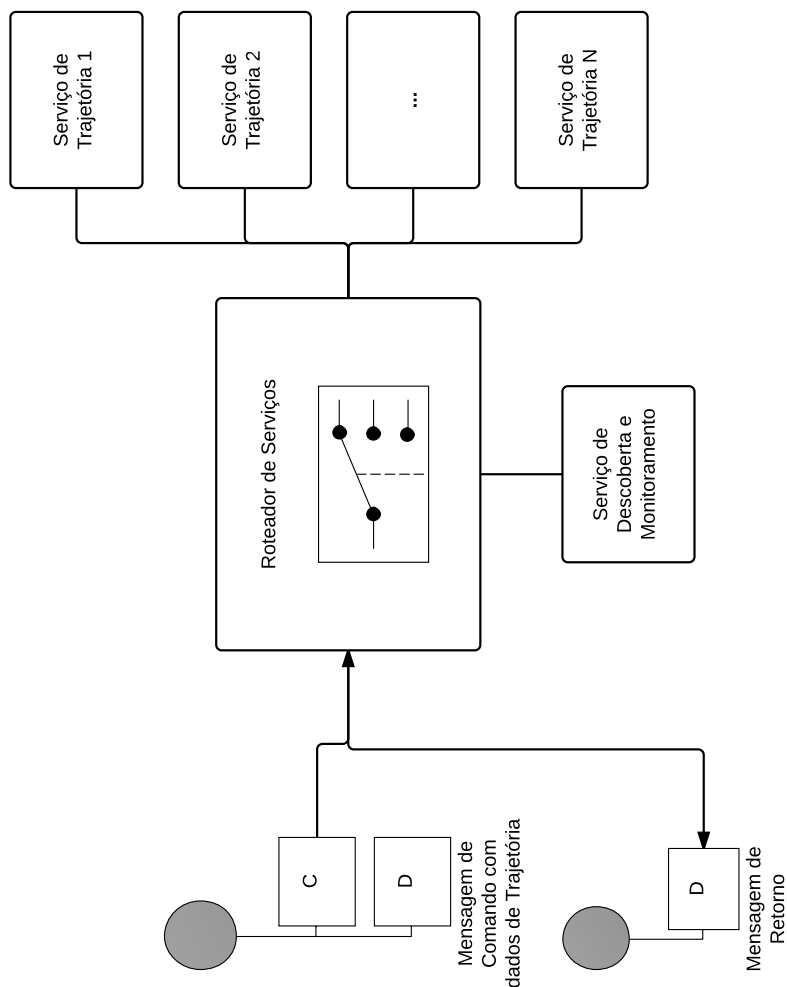 Serviço de
Trajetória 1
Serviço de
Trajetória 2
...
Serviço de
Trajetória N
Roteador de Serviços
Serviço de
Descoberta e
Monitoramento
C
D
Mensagem de
Comando com
dados de Trajetória
D
Mensagem de
Retorno